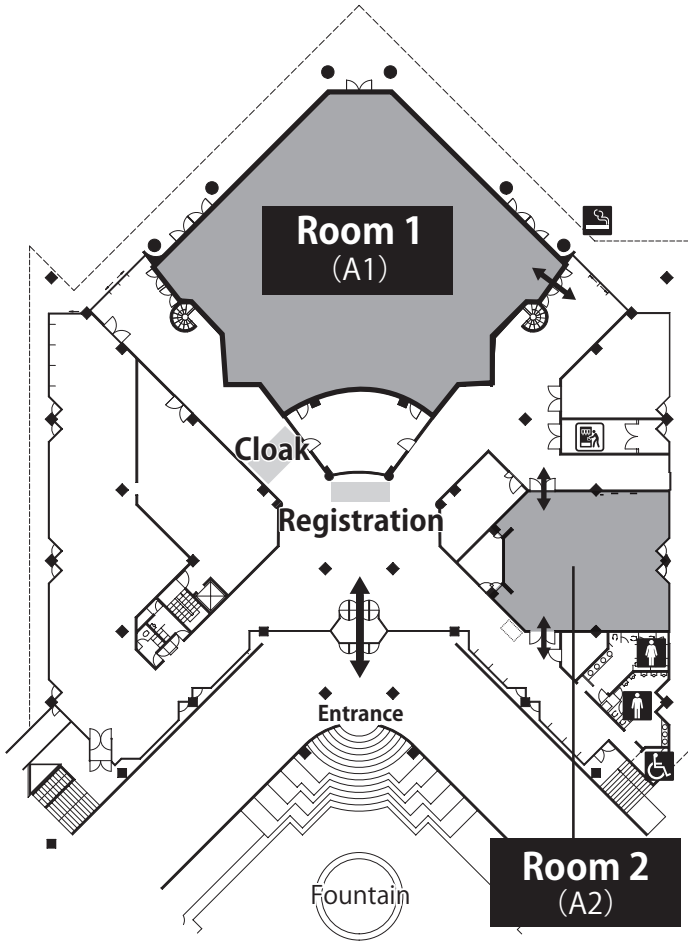 Room 1
(A1)
Cloak
Registration
Entrance
Room 2
(A2)
Fountain